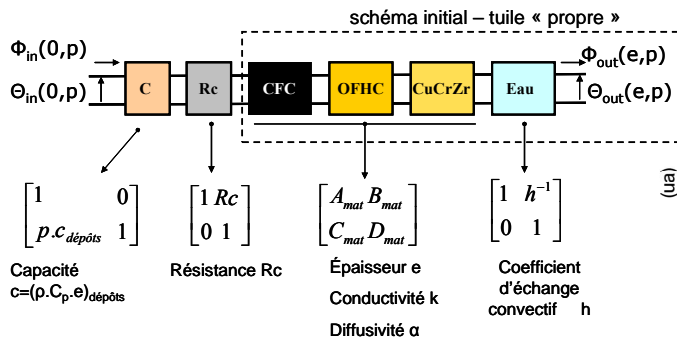 schéma initial – tuile « propre »
Φin(0,p)
Θin(0,p)
C
Rc
CFC
OFHC
CuCrZr
Eau
Φout(e,p)
Θout(e,p)
(ua)
1 0
p.cdépôts 1
1 Rc
0 1
Amat Bmat
Cmat Dmat
1 h⁻¹
0 1
Capacité
c=(ρ.Cp.e)dépôts
Résistance Rc
Épaisseur e
Conductivité k
Diffusivité α
Coefficient
d'échange
convectif h